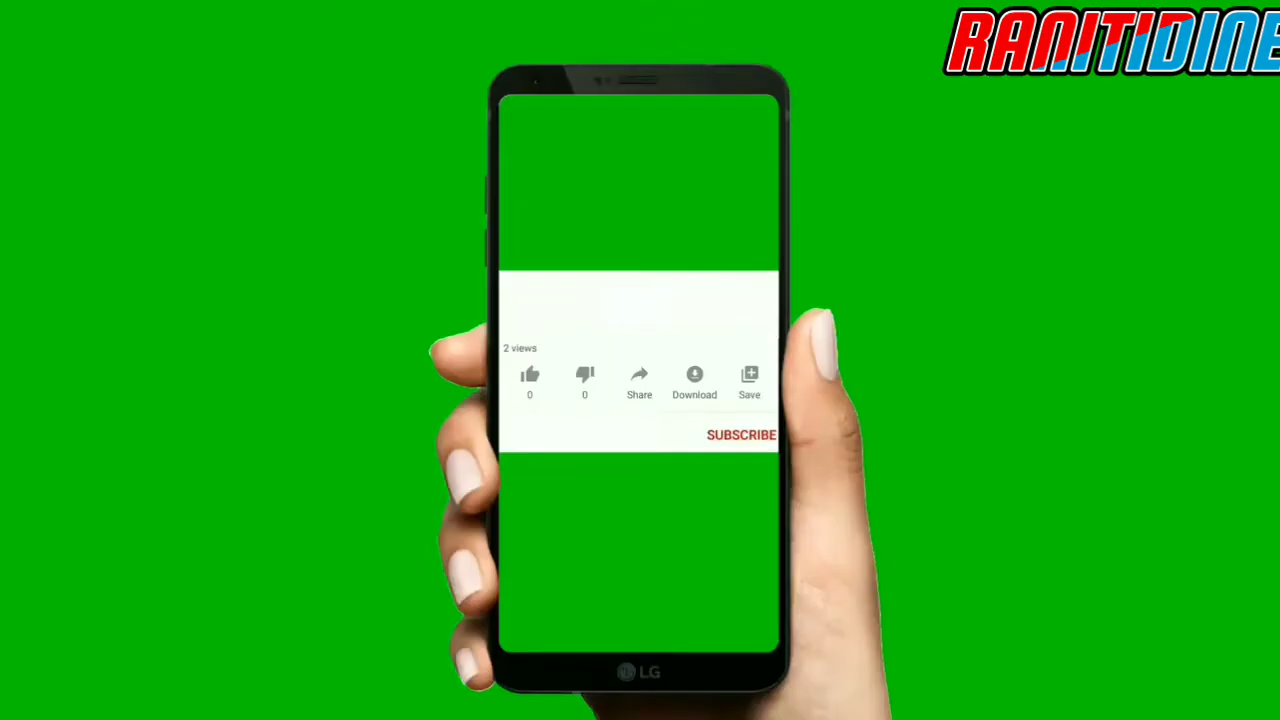 RANITIDINE
2 views
0 0 Share Download Save
SUBSCRIBE
LG